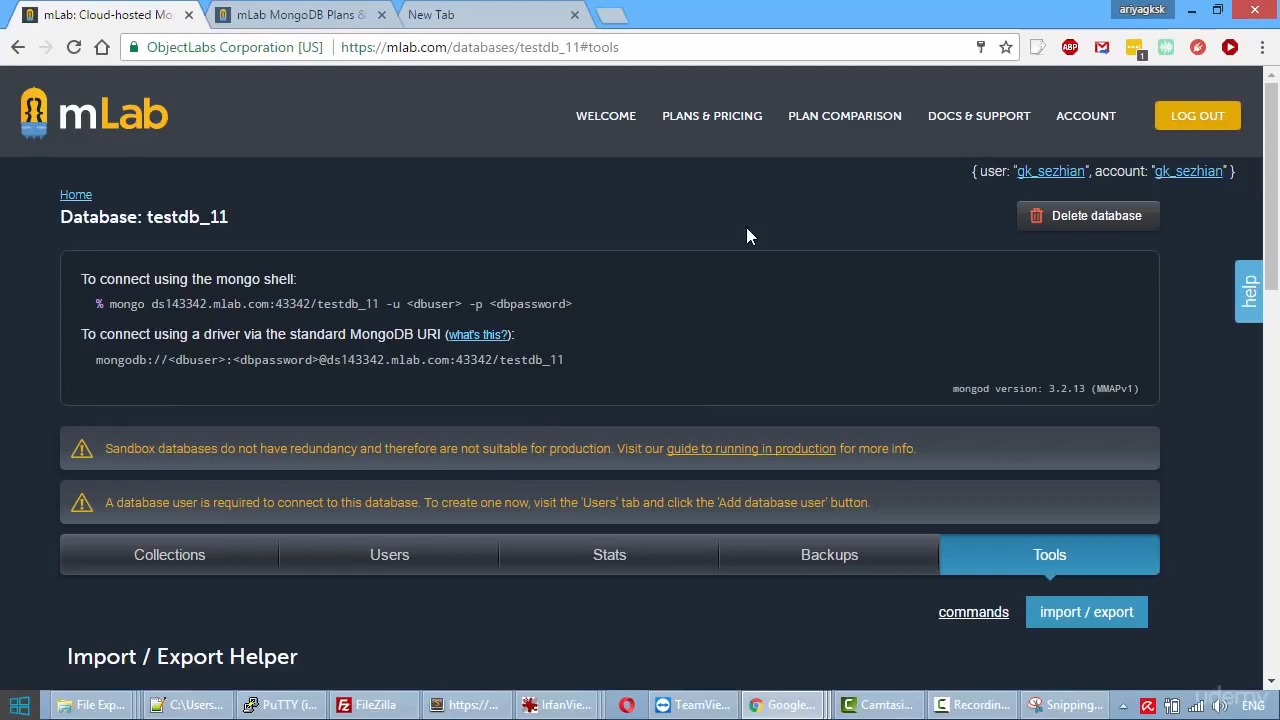 mLab: Cloud-hosted Mo
mLab MongoDB Plans &
New Tab
ariyagksk
ObjectLabs Corporation [US]
https://mlab.com/databases/testdb_11#tools
ABP
1
mLab
WELCOME
PLANS & PRICING
PLAN COMPARISON
DOCS & SUPPORT
ACCOUNT
LOG OUT
{ user: "gk_sezhian", account: "gk_sezhian" }
Home
Database: testdb_11
Delete database
To connect using the mongo shell:
% mongo ds143342.mlab.com:43342/testdb_11 -u <dbuser> -p <dbpassword>
To connect using a driver via the standard MongoDB URI (what's this?):
mongodb://<dbuser>:<dbpassword>@ds143342.mlab.com:43342/testdb_11
mongod version: 3.2.13 (MMAPv1)
help
Sandbox databases do not have redundancy and therefore are not suitable for production. Visit our guide to running in production for more info.
A database user is required to connect to this database. To create one now, visit the 'Users' tab and click the 'Add database user' button.
Collections
Users
Stats
Backups
Tools
commands
import / export
Import / Export Helper
File Exp...
C:\Users...
PuTTY (i...
FileZilla
https://...
IrfanVie...
TeamVie...
Google...
Camtasi...
Recordin...
Snipping...
ENG
udemy